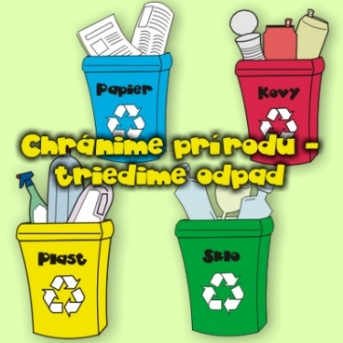 Papier
Kovy
Chránime prírodu -
triedime odpad
Plast
Sklo